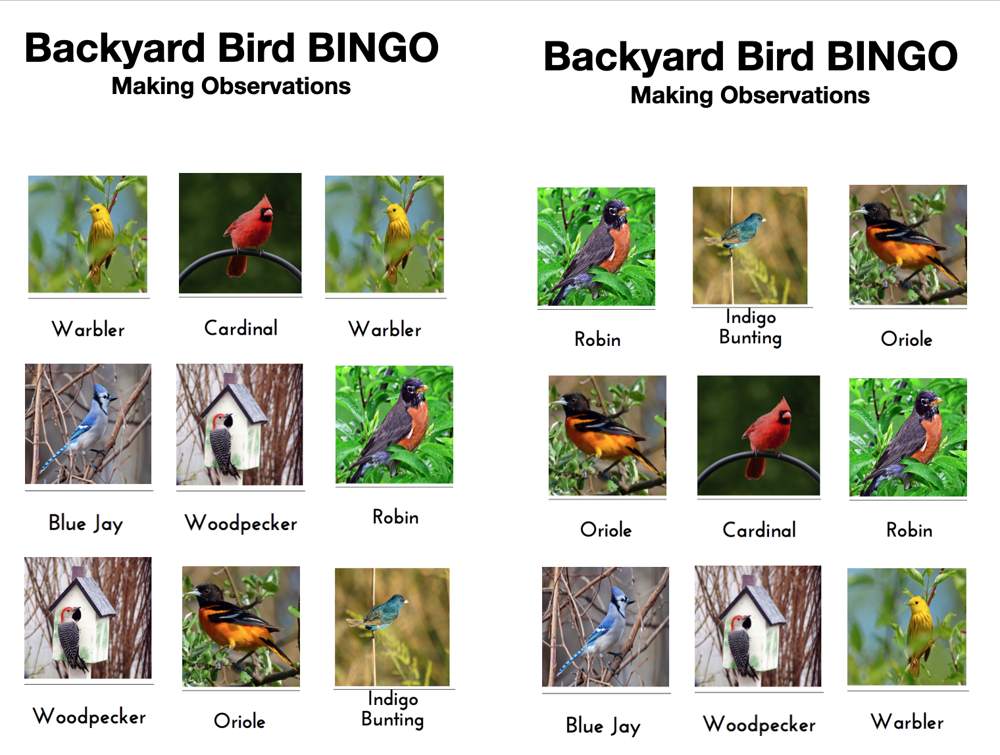 Backyard Bird BINGO
Making Observations
Warbler
Cardinal
Warbler
Blue Jay
Woodpecker
Robin
Woodpecker
Oriole
Indigo
Bunting
Backyard Bird BINGO
Making Observations
Robin
Indigo
Bunting
Oriole
Oriole
Cardinal
Robin
Blue Jay
Woodpecker
Warbler